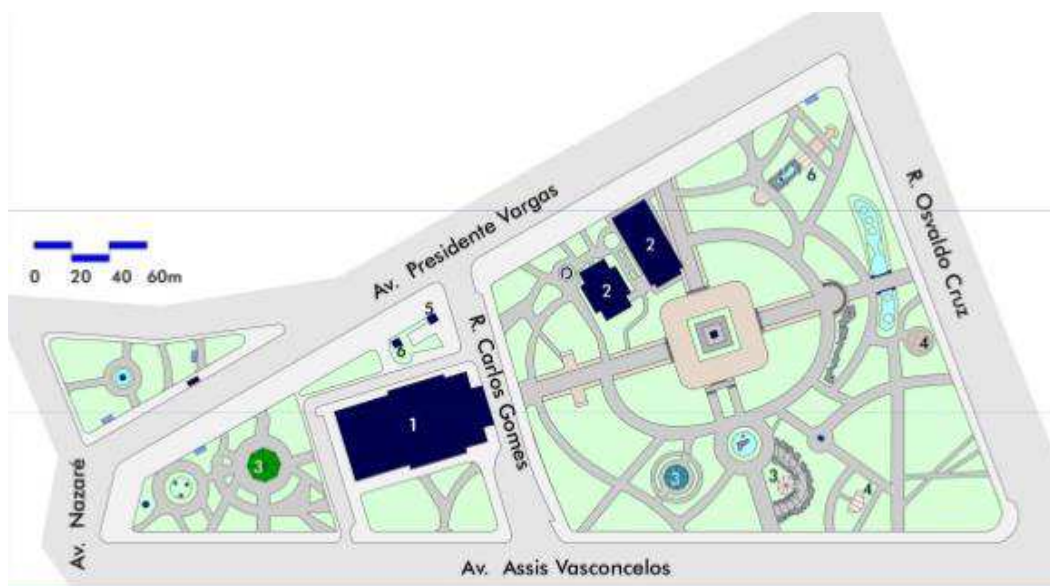 Av. Presidente Vargas
R. Osvaldo Cruz
0 20 40 60m
R. Carlos Gomes
Av. Nazaré
Av. Assis Vasconcelos
6
2
2
5
6
4
1
3
3
3
4